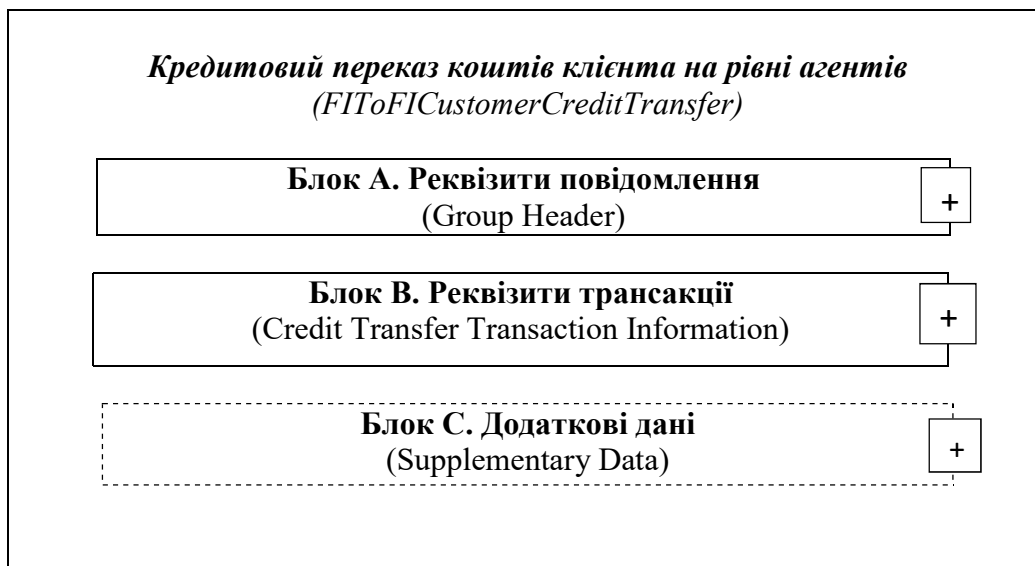 Кредитовий переказ коштів клієнта на рівні агентів
(FIToFICustomerCreditTransfer)
Блок А. Реквізити повідомлення
(Group Header)
+
Блок В. Реквізити трансакції
(Credit Transfer Transaction Information)
+
Блок С. Додаткові дані
(Supplementary Data)
+